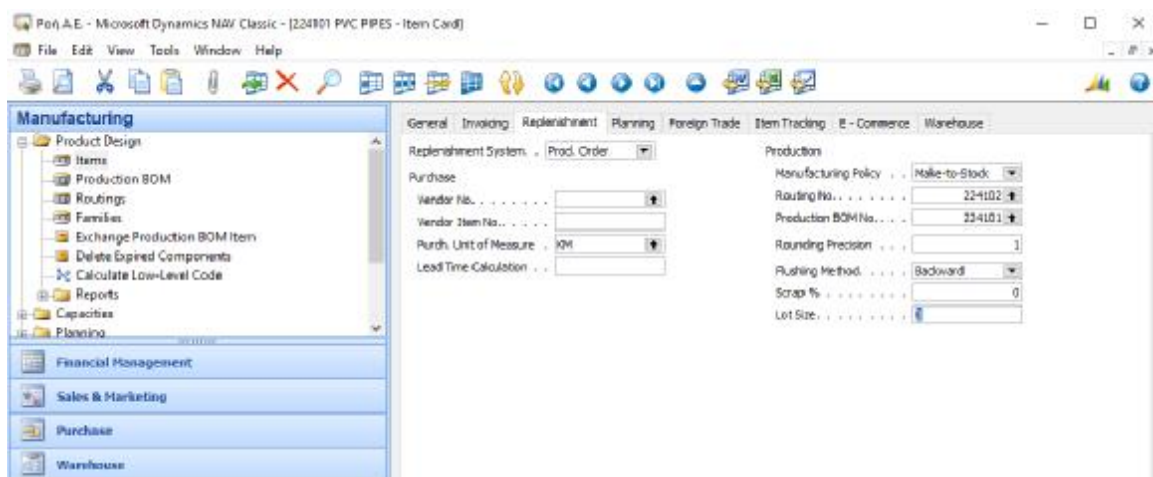 Porj A.E. - Microsoft Dynamics NAV Classic - [224101 PVC PIPES - Item Card]
File Edit View Tools Window Help
Manufacturing
Product Design
Items
Production BOM
Routings
Families
Exchange Production BOM Item
Delete Expired Components
Calculate Low-Level Code
Reports
Capacities
Planning
Financial Management
Sales & Marketing
Purchase
Warehouse
General Invoicing Replenishment Planning Foreign Trade Item Tracking E - Commerce Warehouse
Replenishment System. . Prod. Order
Purchase
Vendor No. . . . . . . .
Vendor Item No. . . . . .
Purch. Unit of Measure . KM
Lead Time Calculation . .
Production
Manufacturing Policy . . Make-to-Stock
Routing No. . . . . . . . 224102
Production BOM No. . . . 224101
Rounding Precision . . . 1
Flushing Method. . . . . Backward
Scrap % . . . . . . . . 0
Lot Size. . . . . . . . .